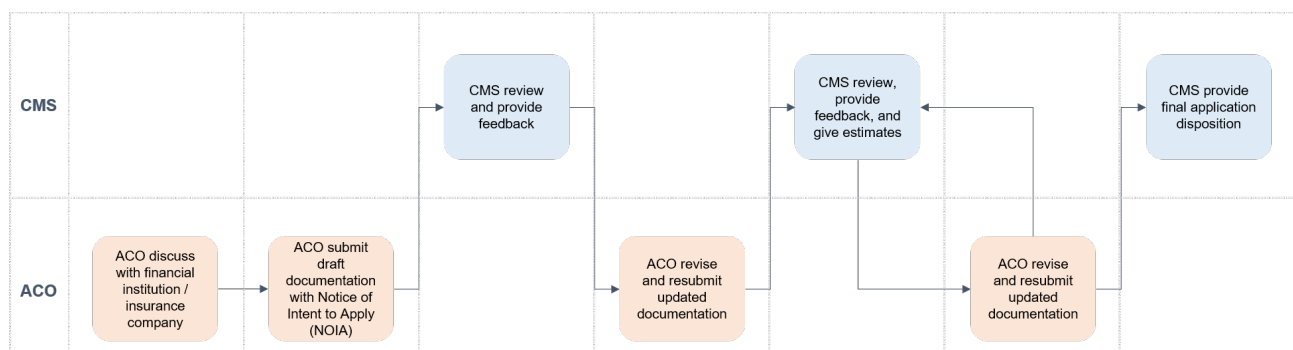 CMS
CMS review
and provide
feedback
CMS review,
provide
feedback, and
give estimates
CMS provide
final application
disposition
ACO
ACO discuss
with financial
institution /
insurance
company
ACO submit
draft
documentation
with Notice of
Intent to Apply
(NOIA)
ACO revise
and resubmit
updated
documentation
ACO revise
and resubmit
updated
documentation